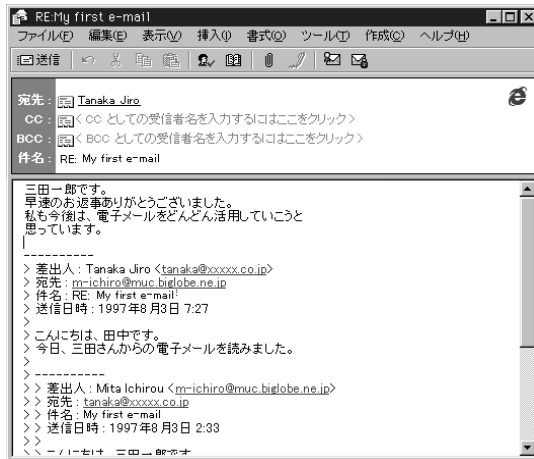 RE:My first e-mail
ファイル(F) 編集(E) 表示(V) 挿入(I) 書式(O) ツール(T) 作成(C) ヘルプ(H)
送信
宛先: Tanaka Jiro
CC: < CC としての受信者名を入力するにはここをクリック >
BCC: < BCC としての受信者名を入力するにはここをクリック >
件名: RE: My first e-mail
三田一郎です。
早速のお返事ありがとうございました。
私も今後は、電子メールをどんどん活用していこうと
思っています。
----------
> 差出人 : Tanaka Jiro <tanaka@xxxxx.co.jp>
> 宛先 : m-ichiro@muc.biglobe.ne.jp
> 件名 : RE: My first e-mail
> 送信日時 : 1997年8月3日 7:27
>
> こんにちは、田中です。
> 今日、三田さんからの電子メールを読みました。
>
> ----------
> > 差出人 : Mita Ichirou <m-ichiro@muc.biglobe.ne.jp>
> > 宛先 : tanaka@xxxxx.co.jp
> > 件名 : My first e-mail
> > 送信日時 : 1997年8月3日 2:33
> >